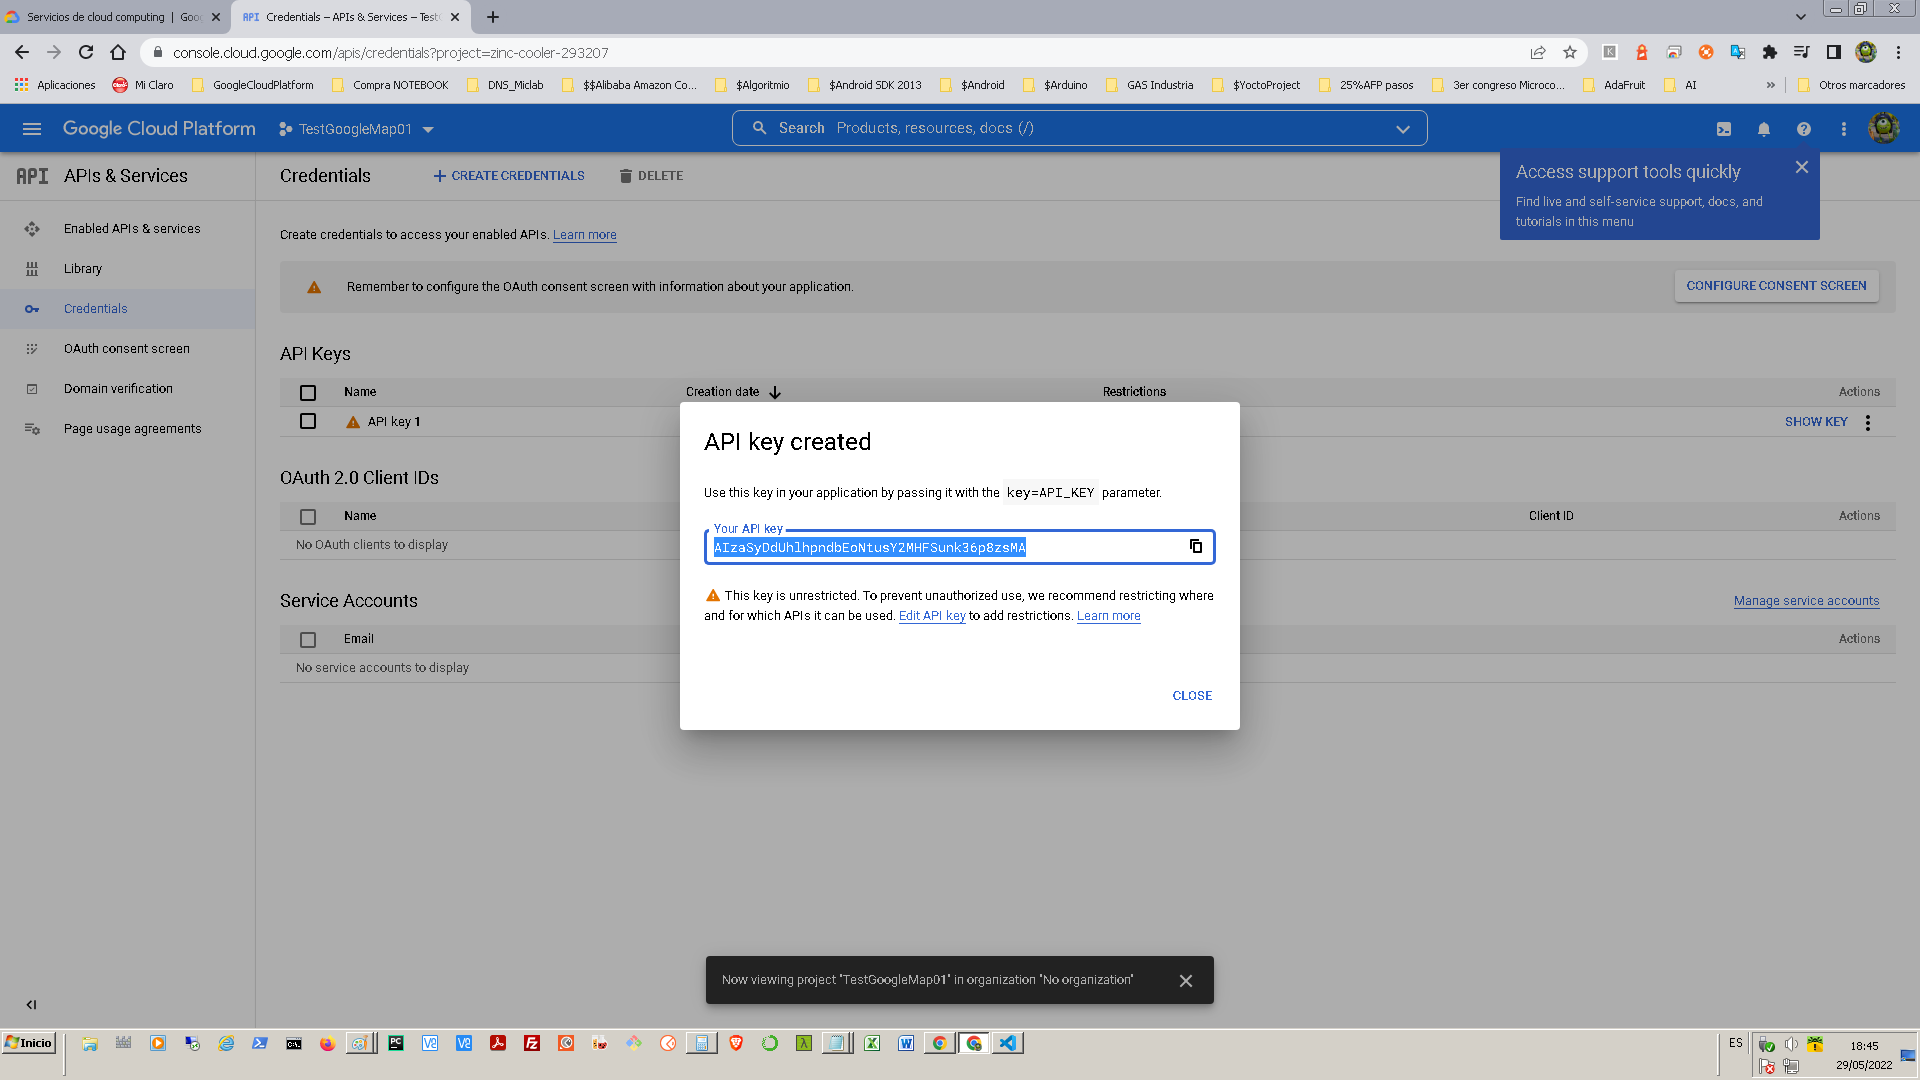 Servicios de cloud computing | Goo
Credentials – APIs & Services – Test
console.cloud.google.com/apis/credentials?project=zinc-cooler-293207
Aplicaciones
Mi Claro
GoogleCloudPlatform
Compra NOTEBOOK
DNS_Miclab
$$Alibaba Amazon Co...
$Algoritmio
$Android SDK 2013
$Android
$Arduino
GAS Industria
$YoctoProject
25%AFP pasos
3er congreso Microco...
AdaFruit
AI
»
Otros marcadores
Google Cloud Platform
TestGoogleMap01
Search Products, resources, docs (/)
Access support tools quickly
Find live and self-service support, docs, and
tutorials in this menu
API APIs & Services
Enabled APIs & services
Library
Credentials
OAuth consent screen
Domain verification
Page usage agreements
Credentials
+ CREATE CREDENTIALS
DELETE
Create credentials to access your enabled APIs. Learn more
Remember to configure the OAuth consent screen with information about your application.
CONFIGURE CONSENT SCREEN
API Keys
Name Creation date Restrictions Actions
API key 1 SHOW KEY
OAuth 2.0 Client IDs
Name Client ID Actions
No OAuth clients to display
Service Accounts
Manage service accounts
Email Actions
No service accounts to display
API key created
Use this key in your application by passing it with the key=API_KEY parameter.
Your API key
AIzaSyDdUhlhpndbEoNtusY2MHFSunk36p8zsMA
This key is unrestricted. To prevent unauthorized use, we recommend restricting where
and for which APIs it can be used. Edit API key to add restrictions. Learn more
CLOSE
Now viewing project "TestGoogleMap01" in organization "No organization"
Inicio
ES
18:45
29/05/2022